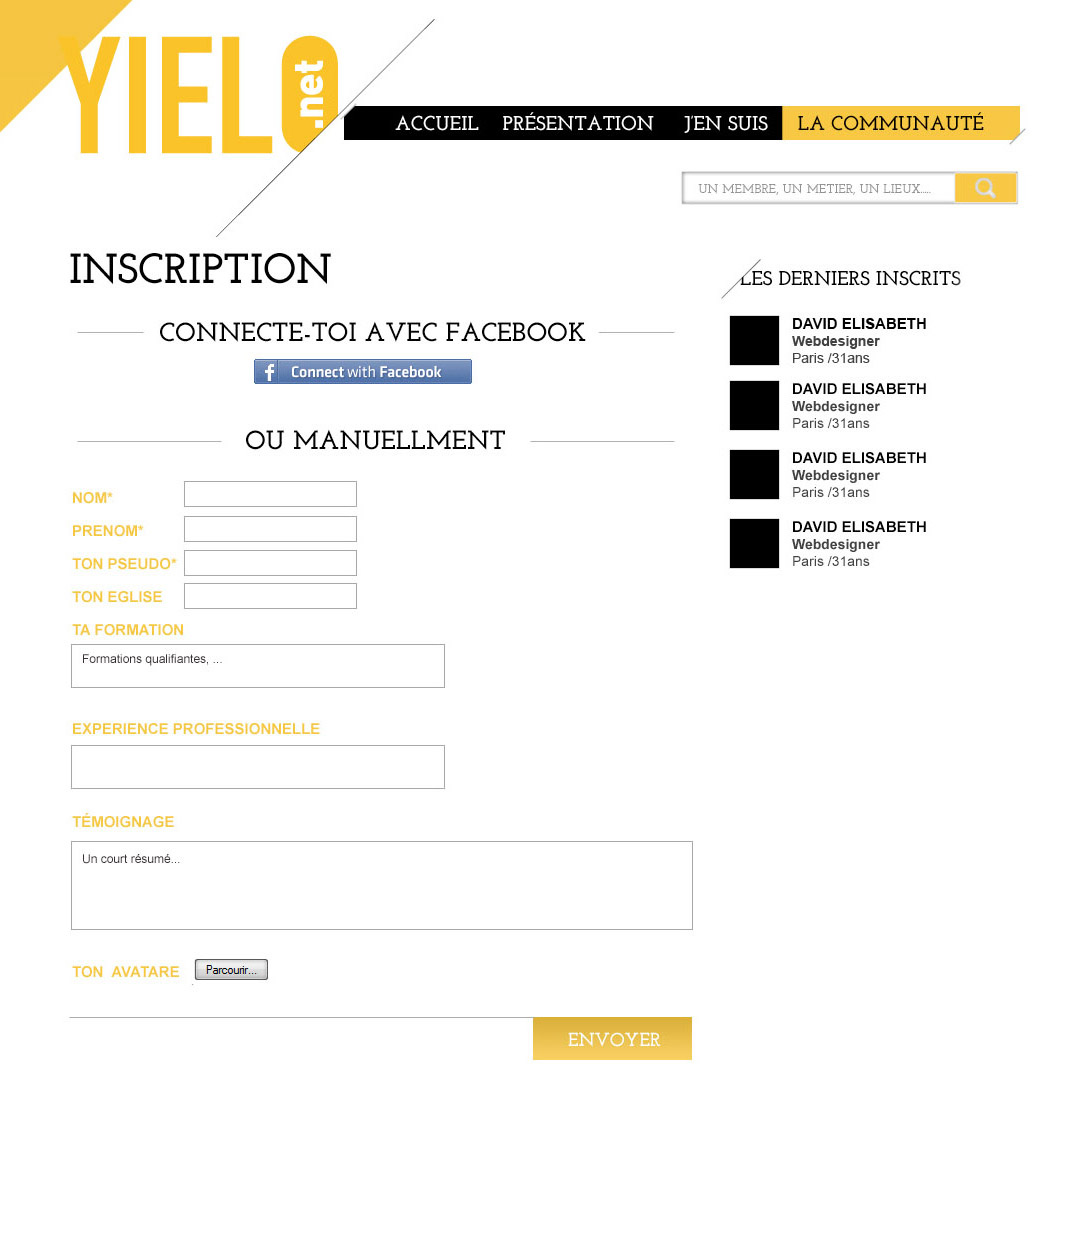 YIELD.net
ACCUEIL PRÉSENTATION J'EN SUIS LA COMMUNAUTÉ
UN MEMBRE, UN METIER, UN LIEUX.....
INSCRIPTION
CONNECTE-TOI AVEC FACEBOOK
f Connect with Facebook
OU MANUELLMENT
NOM*
PRENOM*
TON PSEUDO*
TON EGLISE
TA FORMATION
Formations qualifiantes, ...
EXPERIENCE PROFESSIONNELLE
TÉMOIGNAGE
Un court résumé...
TON AVATARE Parcourir...
ENVOYER
LES DERNIERS INSCRITS
DAVID ELISABETH
Webdesigner
Paris /31ans
DAVID ELISABETH
Webdesigner
Paris /31ans
DAVID ELISABETH
Webdesigner
Paris /31ans
DAVID ELISABETH
Webdesigner
Paris /31ans